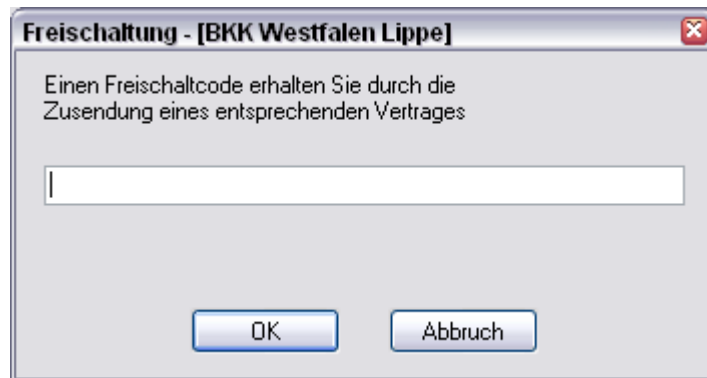 Freischaltung - [BKK Westfalen Lippe]
Einen Freischaltcode erhalten Sie durch die
Zusendung eines entsprechenden Vertrages
OK
Abbruch